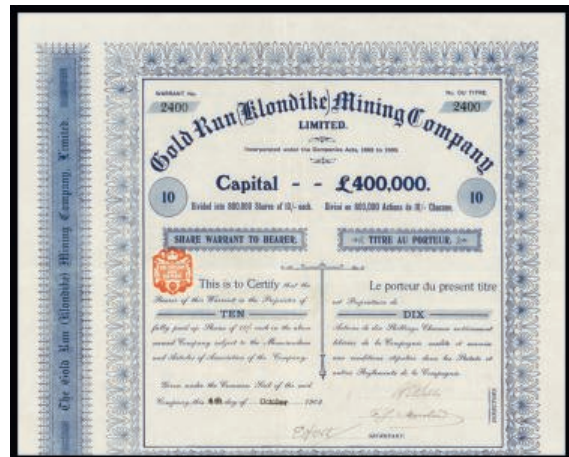 WARRANT No.
2400
No. DU TITRE.
2400
Gold Run (Klondike) Mining Company
LIMITED.
Incorporated under the Companies Acts, 1862 to 1900.
10
Capital - - £400,000.
10
Divided into 800,000 Shares of 10/- each.
Divisé en 800,000 Actions de 10/- Chacune.
SHARE WARRANT TO BEARER.
TITRE AU PORTEUR.
This is to Certify that the
Bearer of this Warrant is the Proprietor of
TEN
fully paid up Shares of 10/- each in the above
named Company subject to the Memorandum
and Articles of Association of the Company.
Given under the Common Seal of the said
Company, this 8th day of October 1902
Le porteur du present titre
est Propriétaire de
DIX
Actions de dix Shillings Chacune entièrement
libérées de la Compagnie susdite et soumis
aux conditions stipulées dans les Statuts et
autres Règlements de la Compagnie.
DIRECTORS
SECRETARY.
The Gold Run (Klondike) Mining Company, Limited.